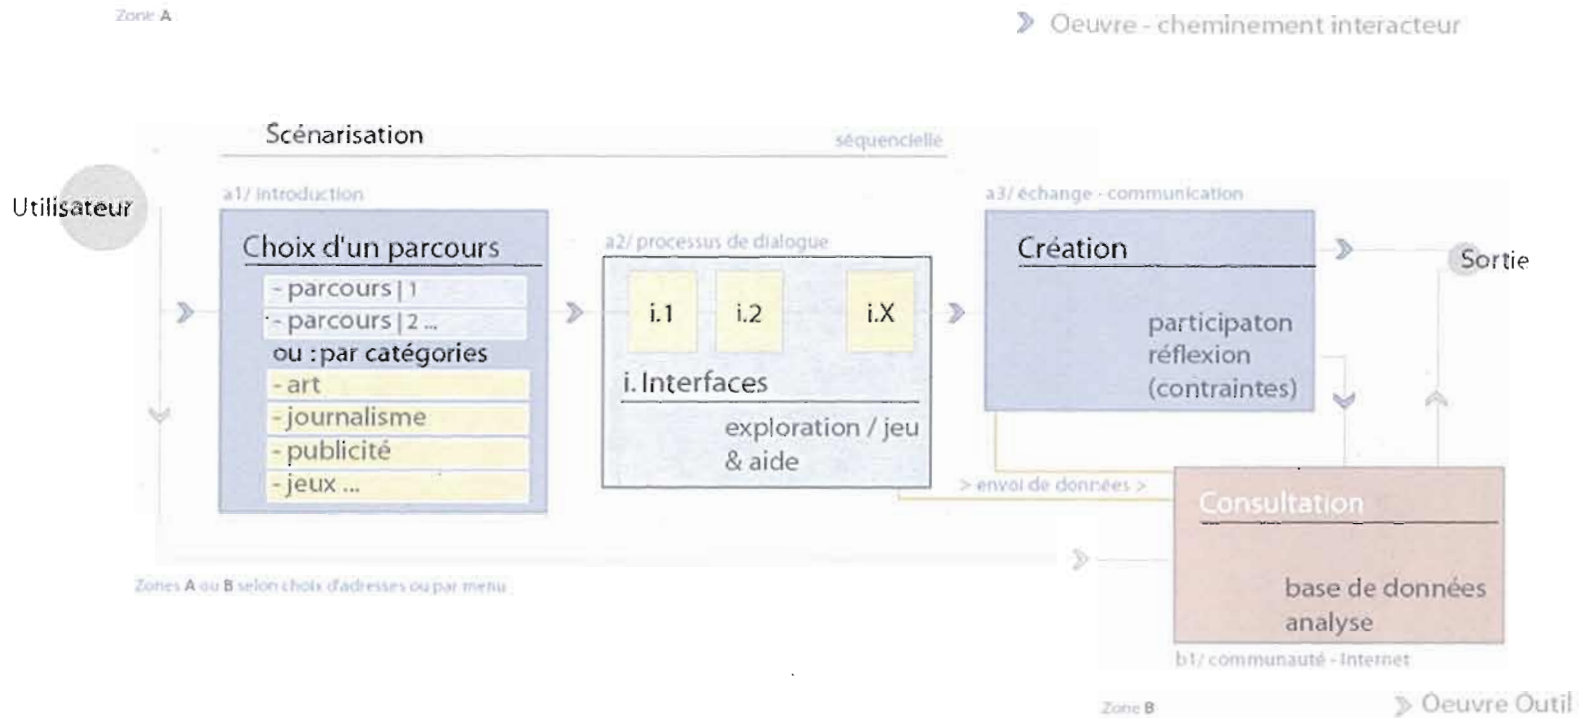 Zone A
Oeuvre - cheminement interacteur
Scénarisation
séquencielle
Utilisateur
a1/ introduction
Choix d'un parcours
- parcours | 1
- parcours | 2 ...
ou : par catégories
- art
- journalisme
- publicité
- jeux ...
a2/ processus de dialogue
i.1
i.2
i.X
i. Interfaces
exploration / jeu
& aide
a3/ échange - communication
Création
participaton
réflexion
(contraintes)
Sortie
> envoi de données >
Consultation
base de données
analyse
b1/ communauté - Internet
Zones A ou B selon choix d'adresses ou par menu
Zone B
Oeuvre Outil